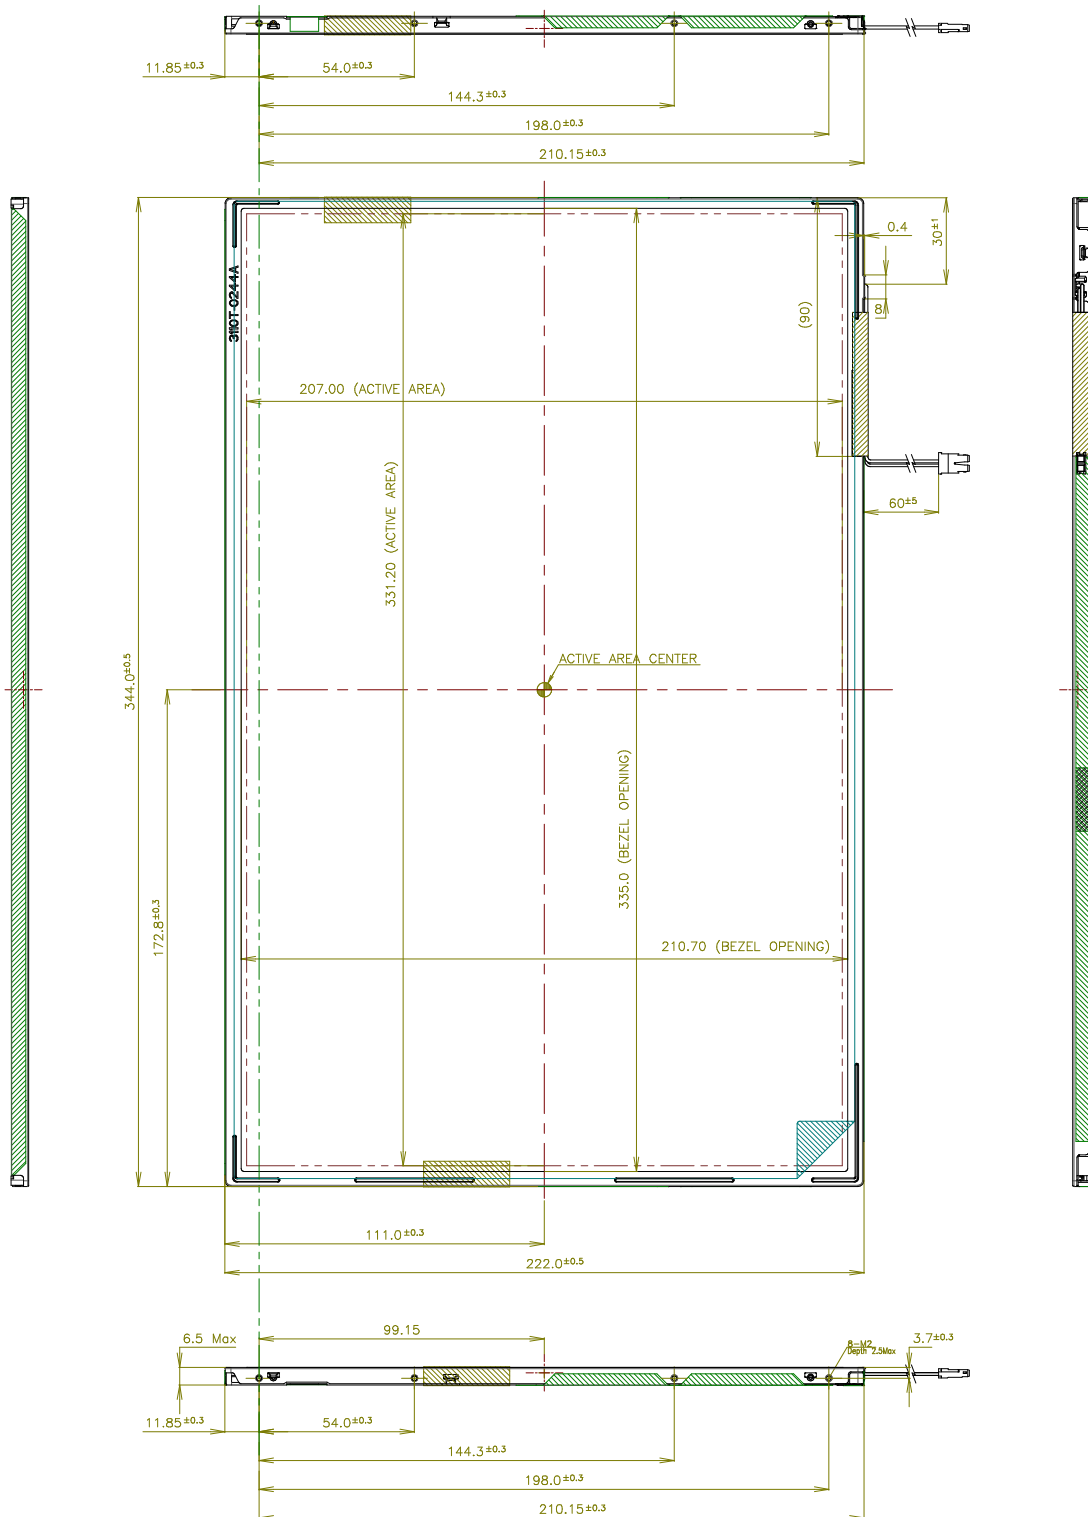 11.85±0.3
54.0±0.3
144.3±0.3
198.0±0.3
210.15±0.3
0.4
30±1
(90)
8
3110T-0244A
207.00 (ACTIVE AREA)
331.20 (ACTIVE AREA)
60±5
ACTIVE AREA CENTER
344.0±0.5
172.8±0.3
335.0 (BEZEL OPENING)
210.70 (BEZEL OPENING)
111.0±0.3
222.0±0.5
99.15
6.5 Max
8-M2
Depth 2.5Max
3.7±0.3
11.85±0.3
54.0±0.3
144.3±0.3
198.0±0.3
210.15±0.3